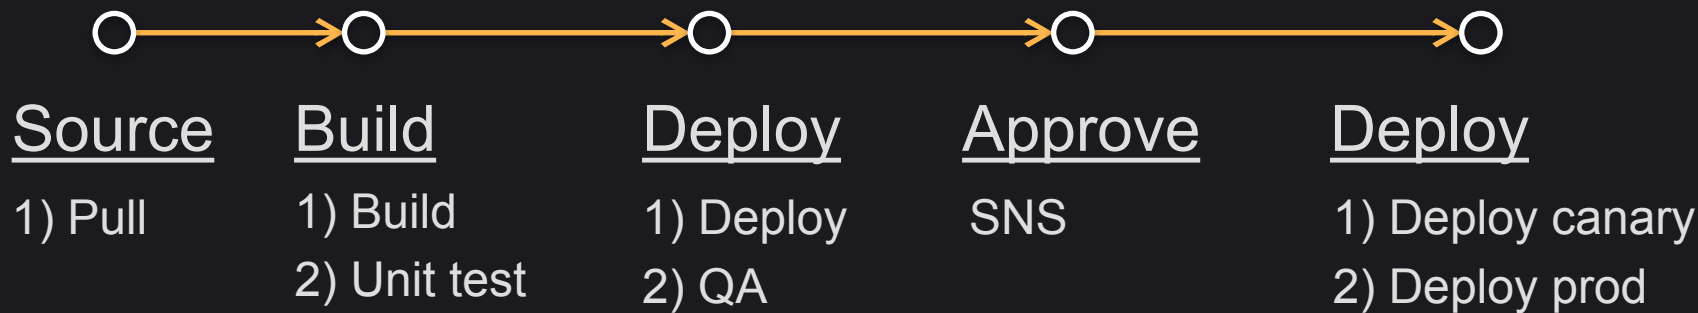 Source
1) Pull
Build
1) Build
2) Unit test
Deploy
1) Deploy
2) QA
Approve
SNS
Deploy
1) Deploy canary
2) Deploy prod